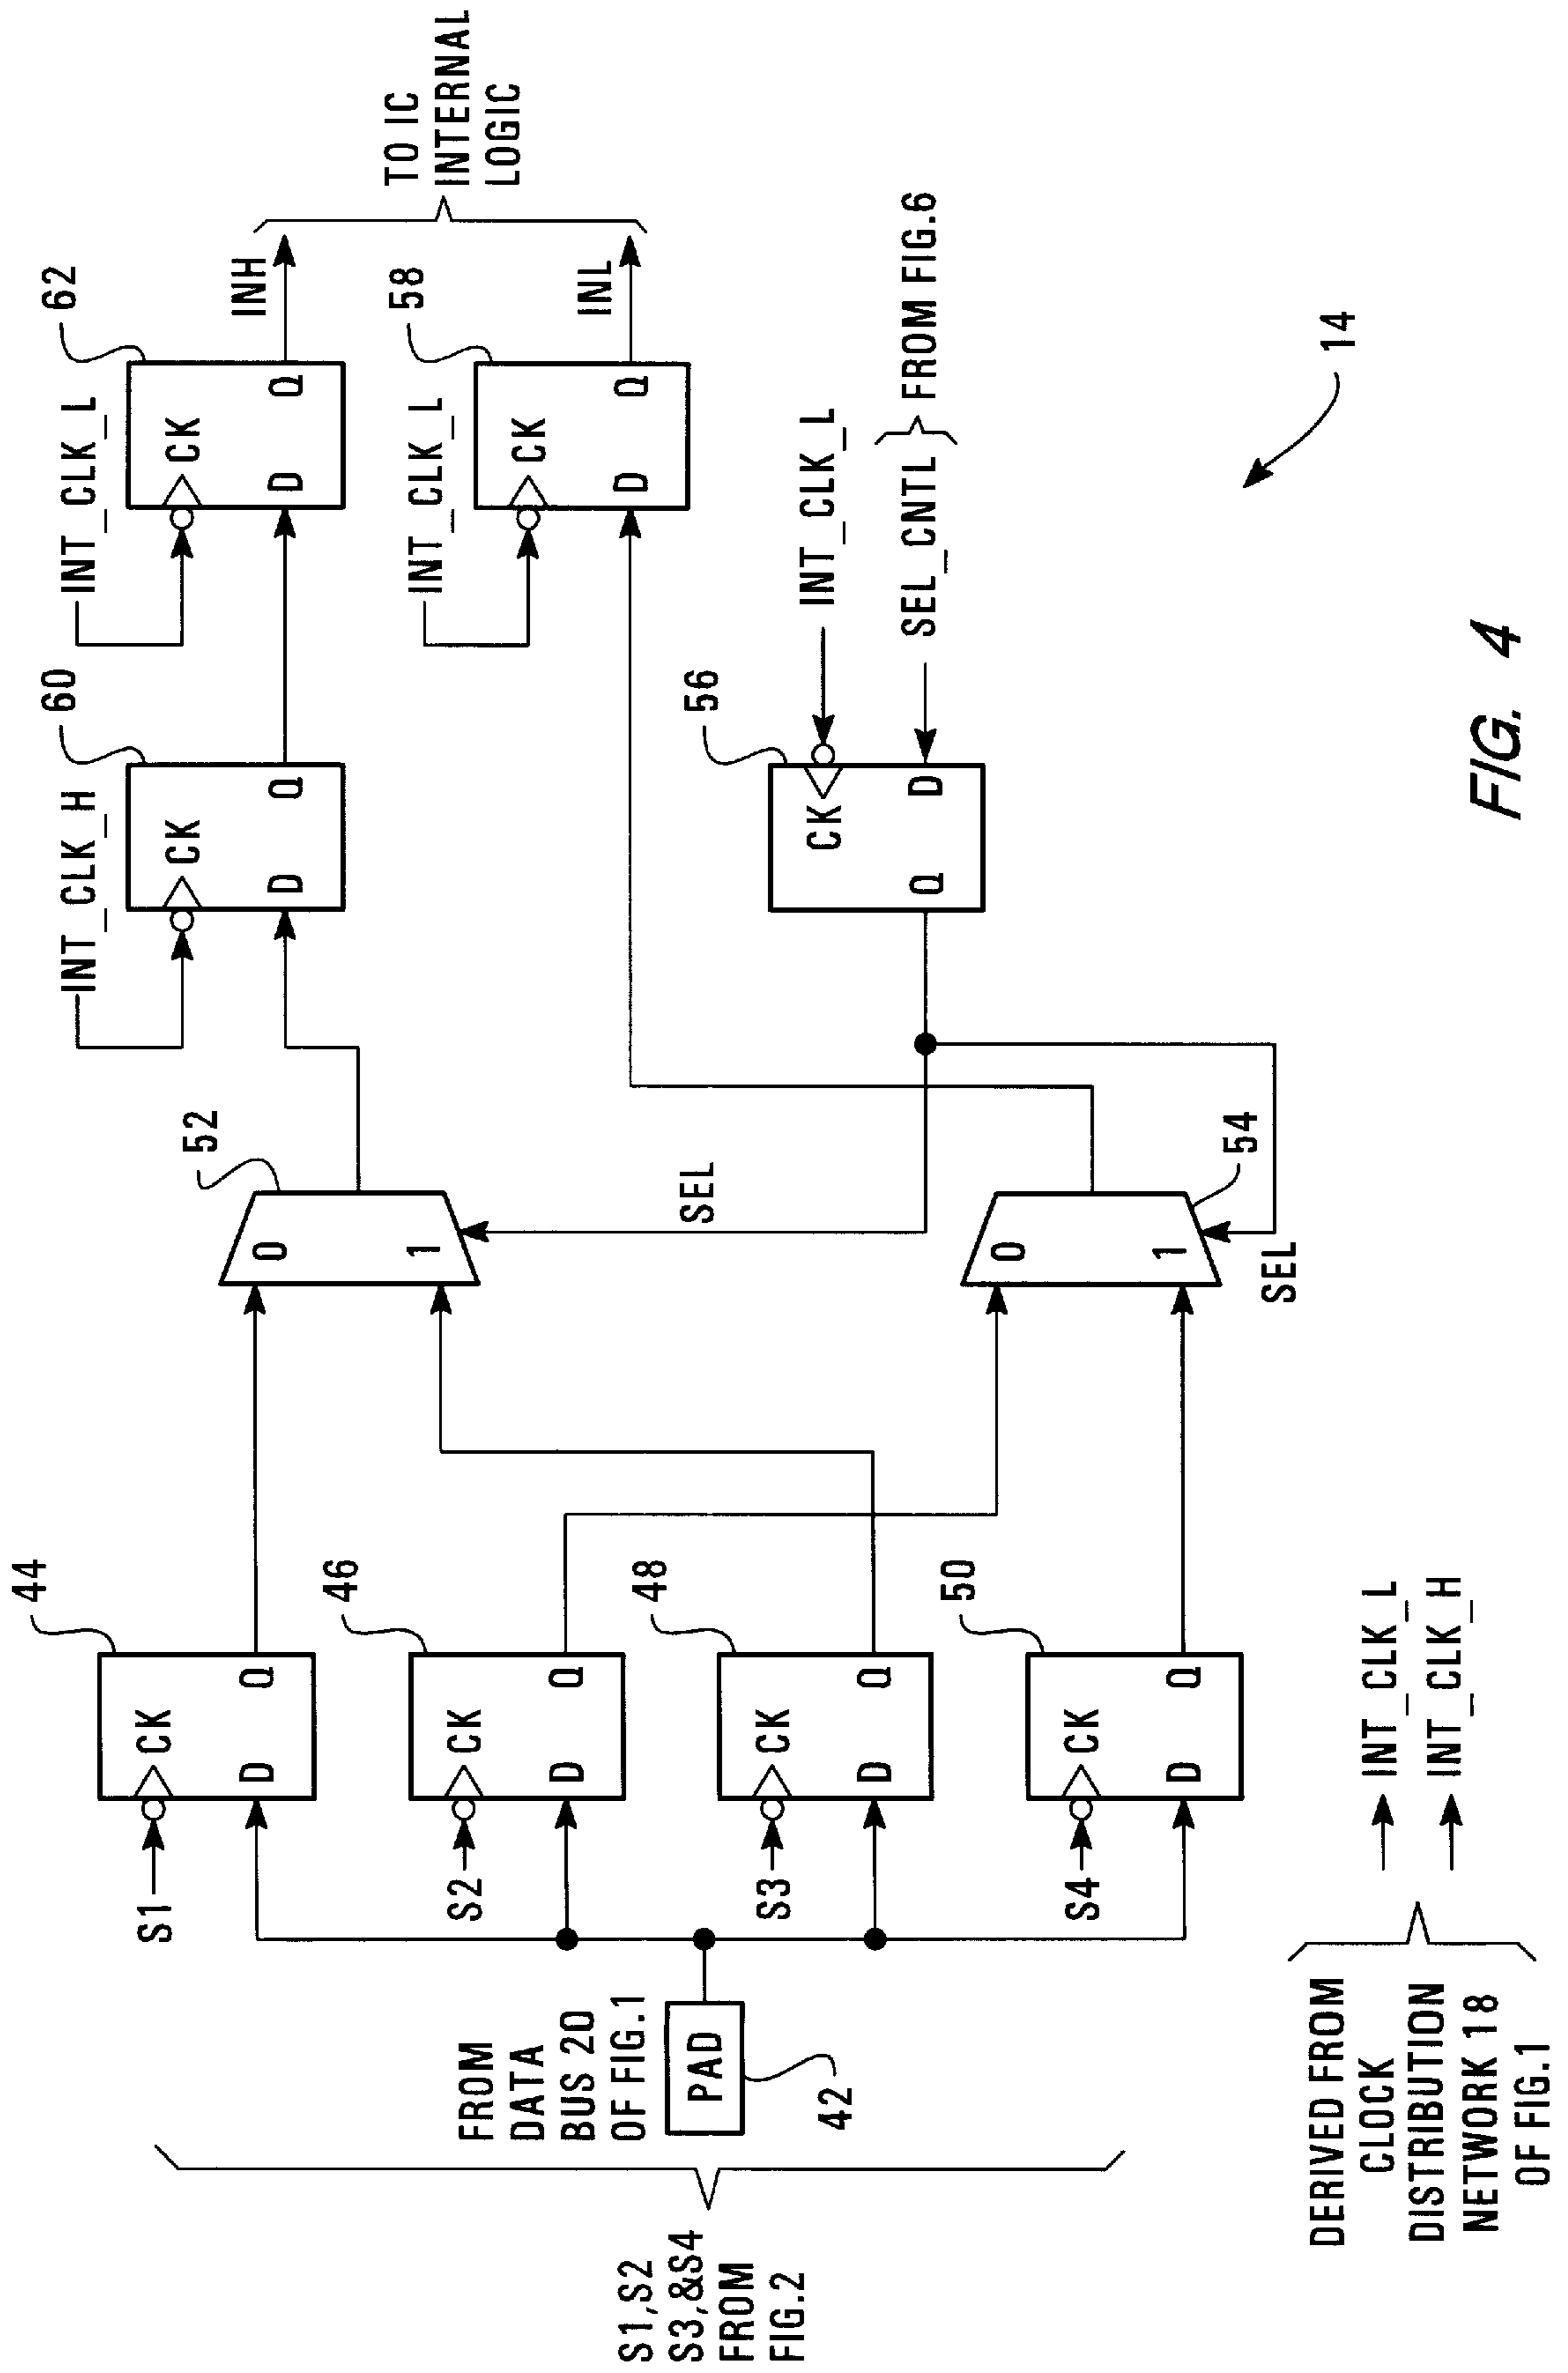 44
S1
CK
D
Q
46
S2
CK
D
Q
48
S3
CK
D
Q
50
S4
CK
D
Q
S1,S2
S3,&S4
FROM
FIG.2
FROM
DATA
BUS 20
OF FIG.1
PAD
42
52
0
1
SEL
54
0
1
SEL
INT_CLK_H
60
CK
D
Q
INT_CLK_L
62
CK
D
Q
INH
INT_CLK_L
58
CK
D
Q
INL
TO IC
INTERNAL
LOGIC
56
CK
Q
D
INT_CLK_L
SEL_CNTL
FROM FIG.6
14
DERIVED FROM
CLOCK
DISTRIBUTION
NETWORK 18
OF FIG.1
INT_CLK_L
INT_CLK_H
FIG. 4